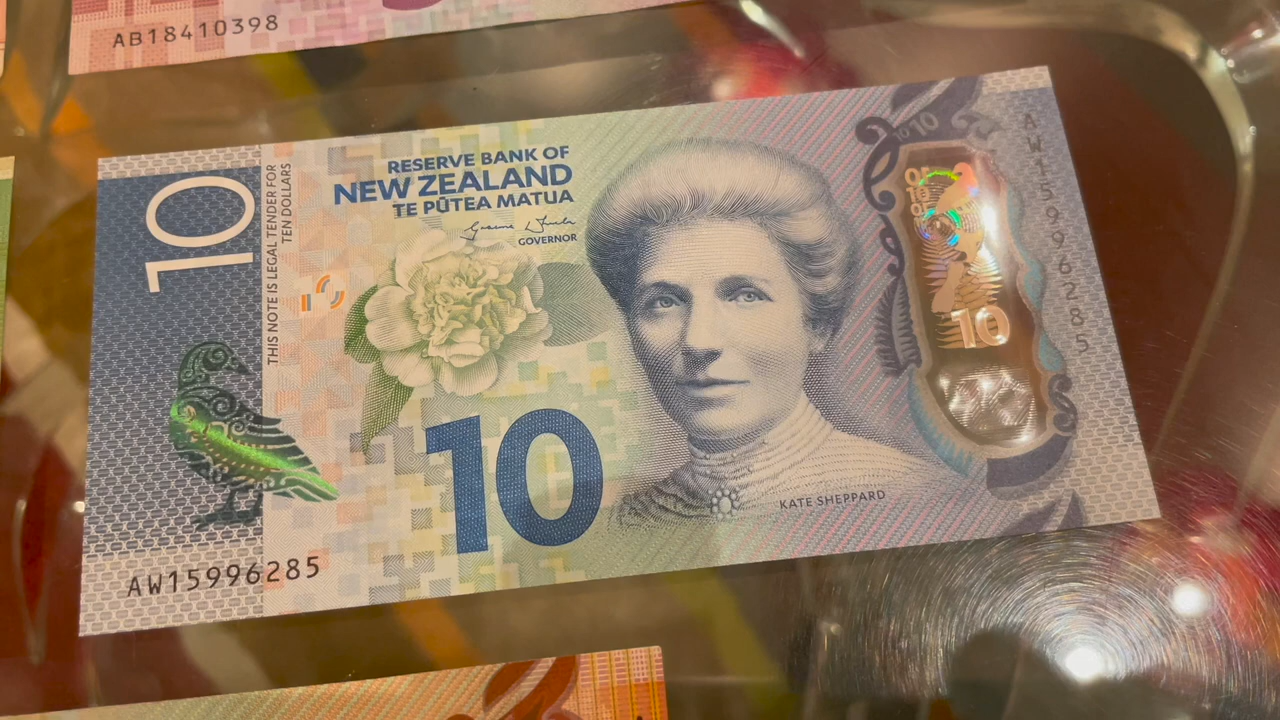 AB18410398
10
THIS NOTE IS LEGAL TENDER FOR
TEN DOLLARS
RESERVE BANK OF
NEW ZEALAND
TE PŪTEA MATUA
GOVERNOR
10
KATE SHEPPARD
AW15996285
10
10
AW15996285